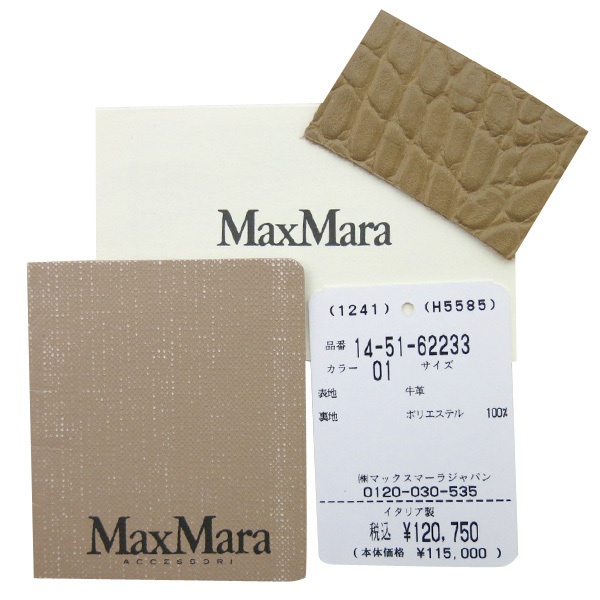 MaxMara
MaxMara
ACCESSORI
(1241) (H5585)
品番 14-51-62233
カラー 01 サイズ
表地 牛革
裏地 ポリエステル 100%
㈱マックスマーラジャパン
0120-030-535
イタリア製
税込 ¥120,750
(本体価格 ¥115,000)